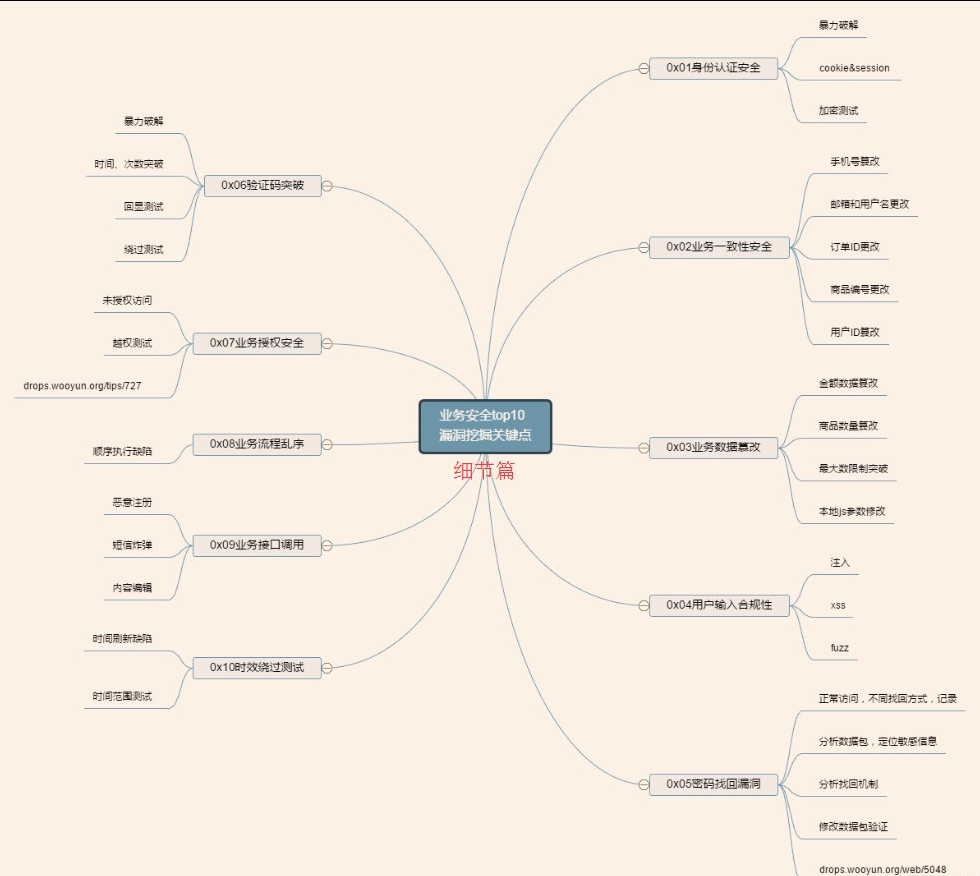 业务安全top10
漏洞挖掘关键点
细节篇
0x01身份认证安全
暴力破解
cookie&session
加密测试
0x02业务一致性安全
手机号篡改
邮箱和用户名更改
订单ID更改
商品编号更改
用户ID篡改
0x03业务数据篡改
金额数据篡改
商品数量篡改
最大数限制突破
本地js参数修改
0x04用户输入合规性
注入
xss
fuzz
0x05密码找回漏洞
正常访问，不同找回方式，记录
分析数据包，定位敏感信息
分析找回机制
修改数据包验证
drops.wooyun.org/web/5048
0x06验证码突破
暴力破解
时间、次数突破
回显测试
绕过测试
0x07业务授权安全
未授权访问
越权测试
drops.wooyun.org/tips/727
0x08业务流程乱序
顺序执行缺陷
0x09业务接口调用
恶意注册
短信炸弹
内容编辑
0x10时效绕过测试
时间刷新缺陷
时间范围测试